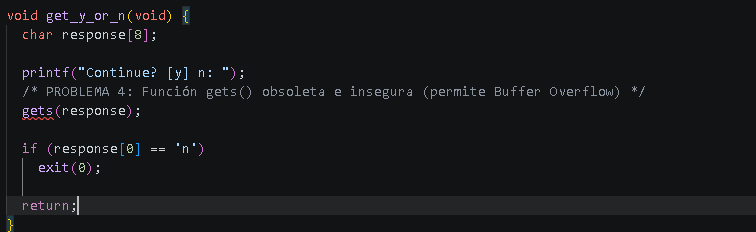 void get_y_or_n(void) {
  char response[8];

  printf("Continue? [y] n: ");
  /* PROBLEMA 4: Función gets() obsoleta e insegura (permite Buffer Overflow) */
  gets(response);

  if (response[0] == 'n')
    exit(0);

  return;
}